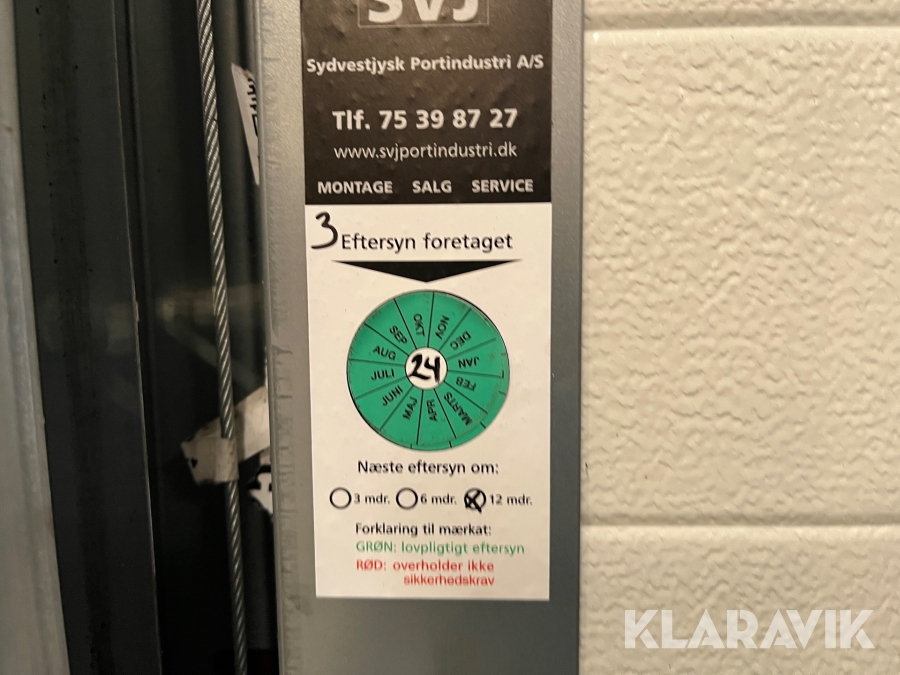 SVJ
Sydvestjysk Portindustri A/S
Tlf. 75 39 87 27
www.svjportindustri.dk
MONTAGE SALG SERVICE
3 Eftersyn foretaget
OKT
NOV
DEC
JAN
FEB
MARTS
APR
MAJ
JUNI
JULI
AUG
SEP
24
Næste eftersyn om:
3 mdr. 6 mdr. 12 mdr.
Forklaring til mærkat:
GRØN: lovpligtigt eftersyn
RØD: overholder ikke
sikkerhedskrav
KLARAVIK